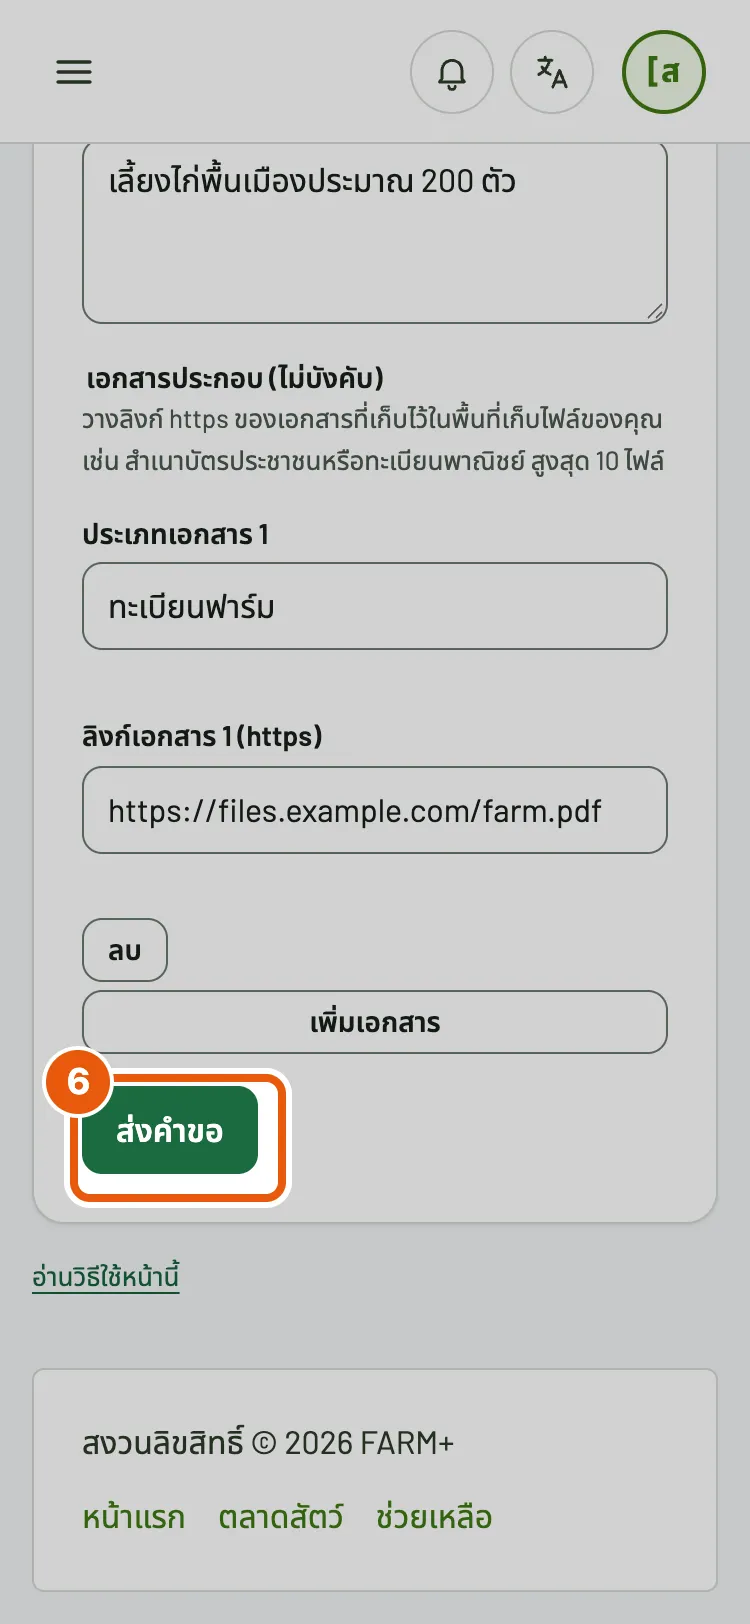 [ส
เลี้ยงไก่พื้นเมืองประมาณ 200 ตัว
เอกสารประกอบ (ไม่บังคับ)
วางลิงก์ https ของเอกสารที่เก็บไว้ในพื้นที่เก็บไฟล์ของคุณ
เช่น สำเนาบัตรประชาชนหรือทะเบียนพาณิชย์ สูงสุด 10 ไฟล์
ประเภทเอกสาร 1
ทะเบียนฟาร์ม
ลิงก์เอกสาร 1 (https)
https://files.example.com/farm.pdf
ลบ
เพิ่มเอกสาร
6
ส่งคำขอ
อ่านวิธีใช้หน้านี้
สงวนลิขสิทธิ์ © 2026 FARM+
หน้าแรก ตลาดสัตว์ ช่วยเหลือ